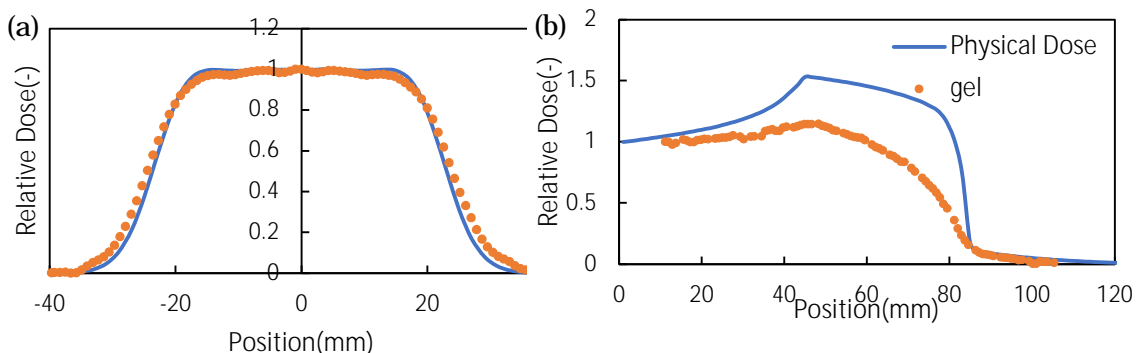 (a)
Relative Dose(-)
1.2
1
0.8
0.6
0.4
0.2
0
-40
-20
0
20
Position(mm)
(b)
Relative Dose(-)
2
1.5
1
0.5
0
Physical Dose
gel
0
20
40
60
80
100
120
Position(mm)